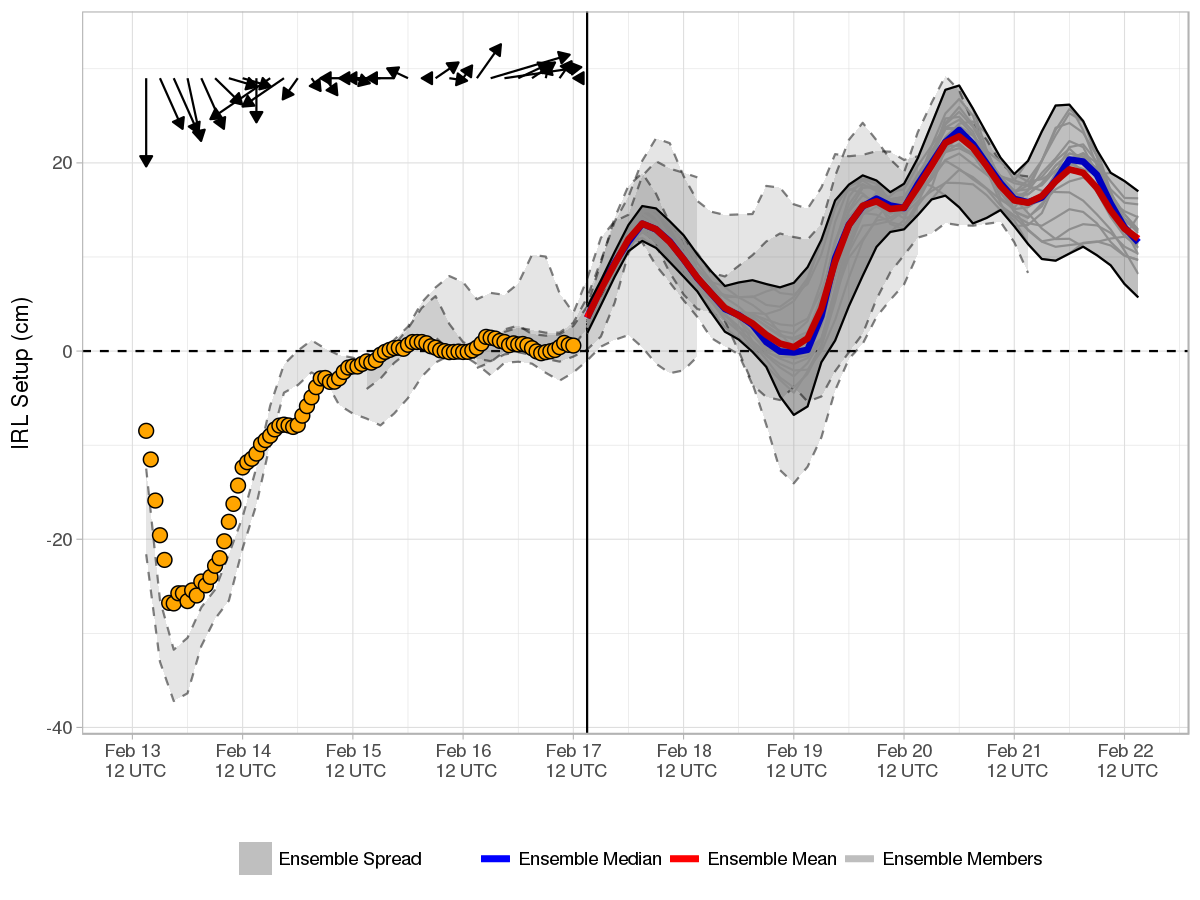 IRL Setup (cm)
20
0
-20
-40
Feb 13 Feb 14 Feb 15 Feb 16 Feb 17 Feb 18 Feb 19 Feb 20 Feb 21 Feb 22
12 UTC 12 UTC 12 UTC 12 UTC 12 UTC 12 UTC 12 UTC 12 UTC 12 UTC 12 UTC
Ensemble Spread Ensemble Median Ensemble Mean Ensemble Members